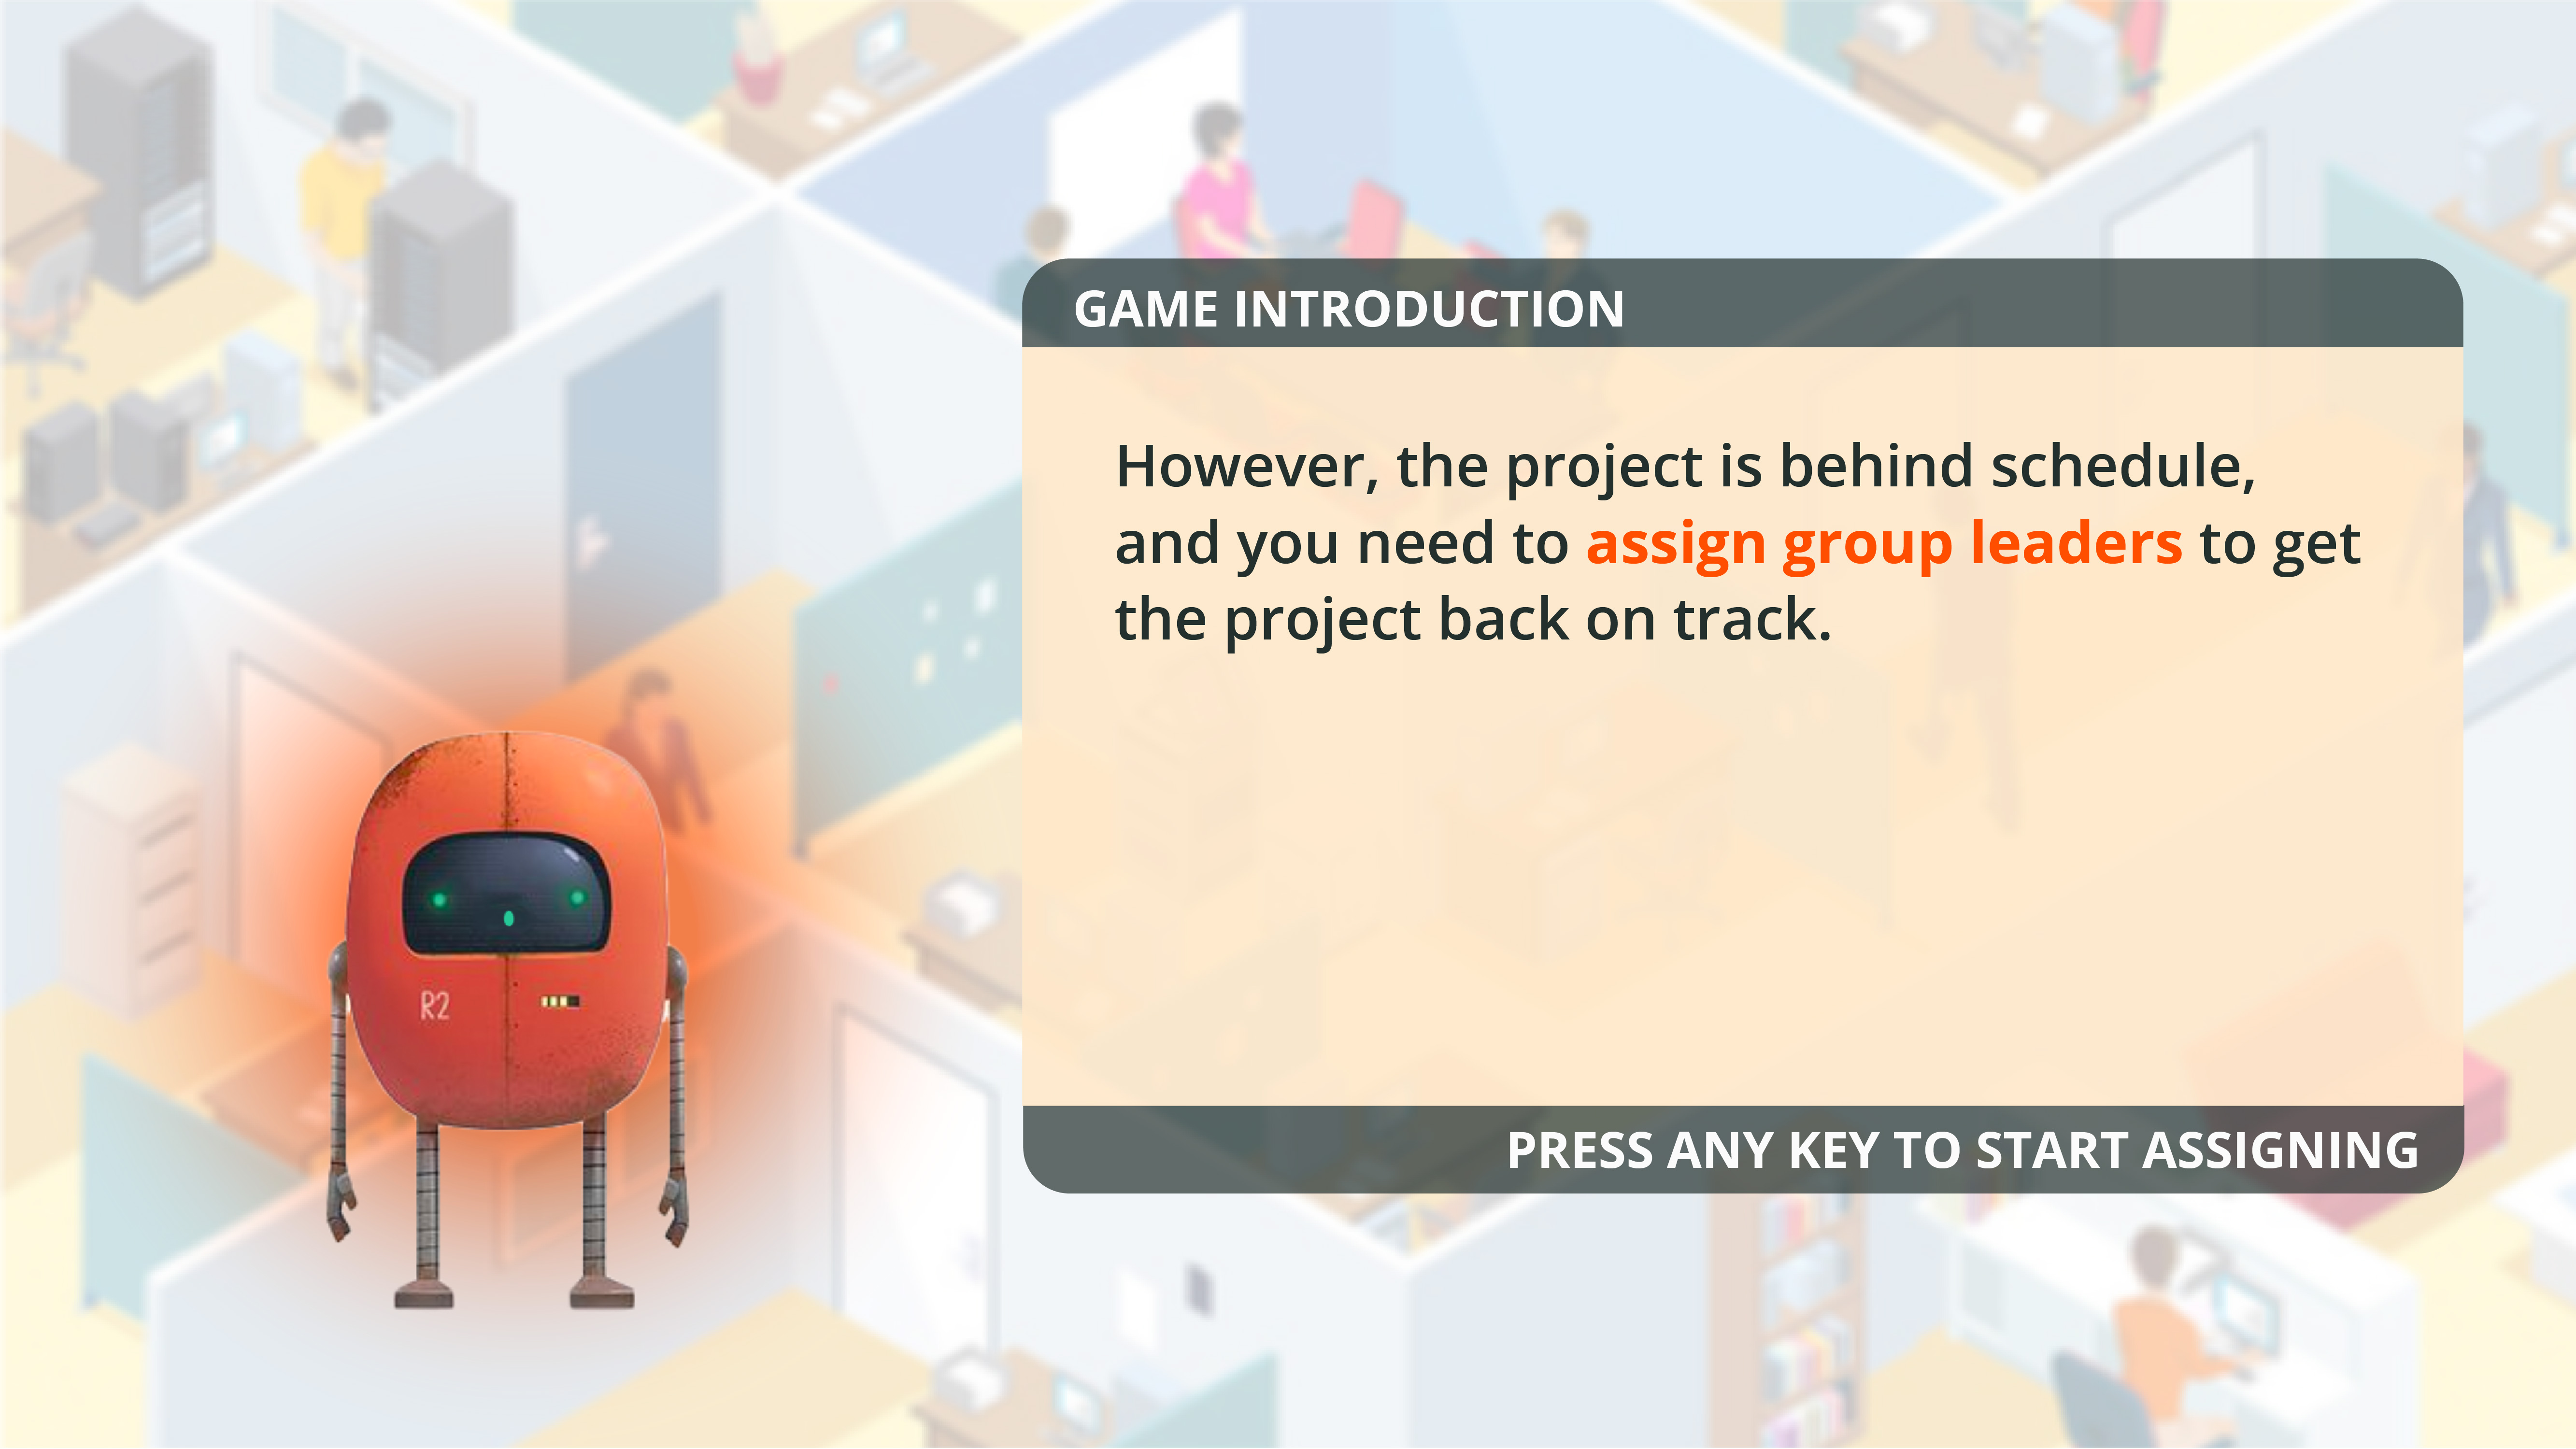 GAME INTRODUCTION
However, the project is behind schedule,
and you need to assign group leaders to get
the project back on track.
R2
PRESS ANY KEY TO START ASSIGNING